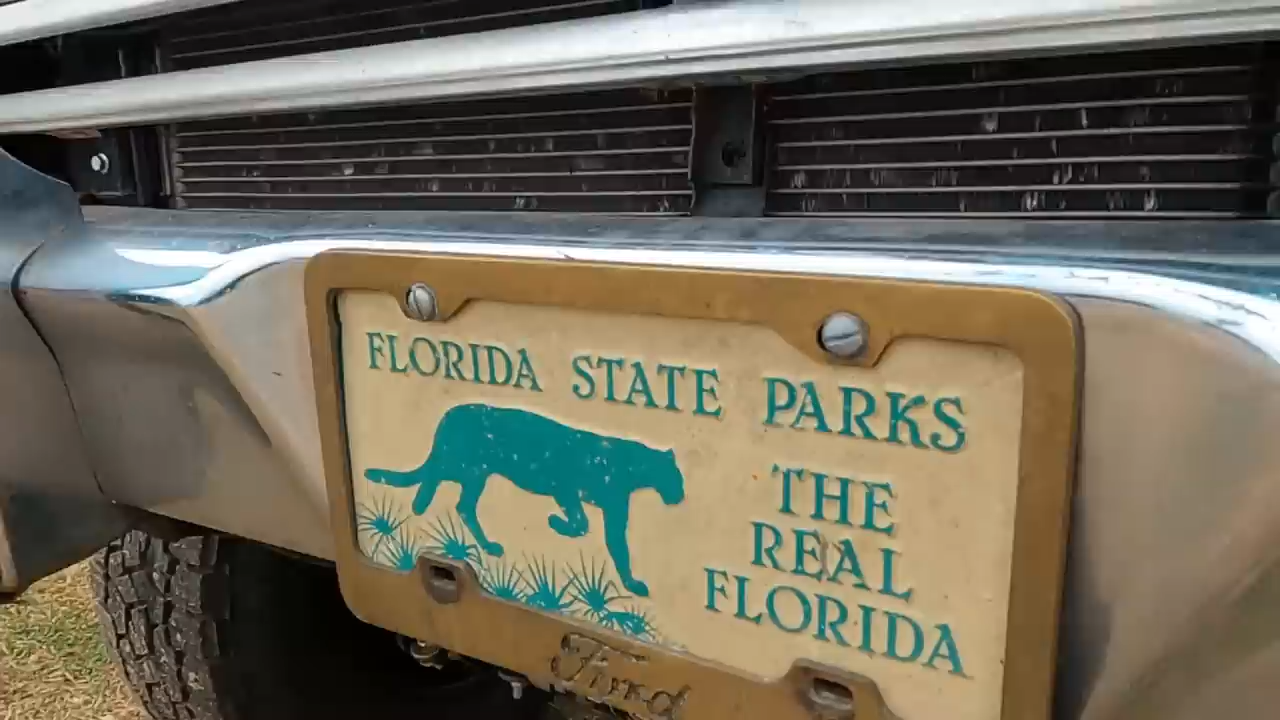 FLORIDA STATE PARKS
THE
REAL
FLORIDA
Ford